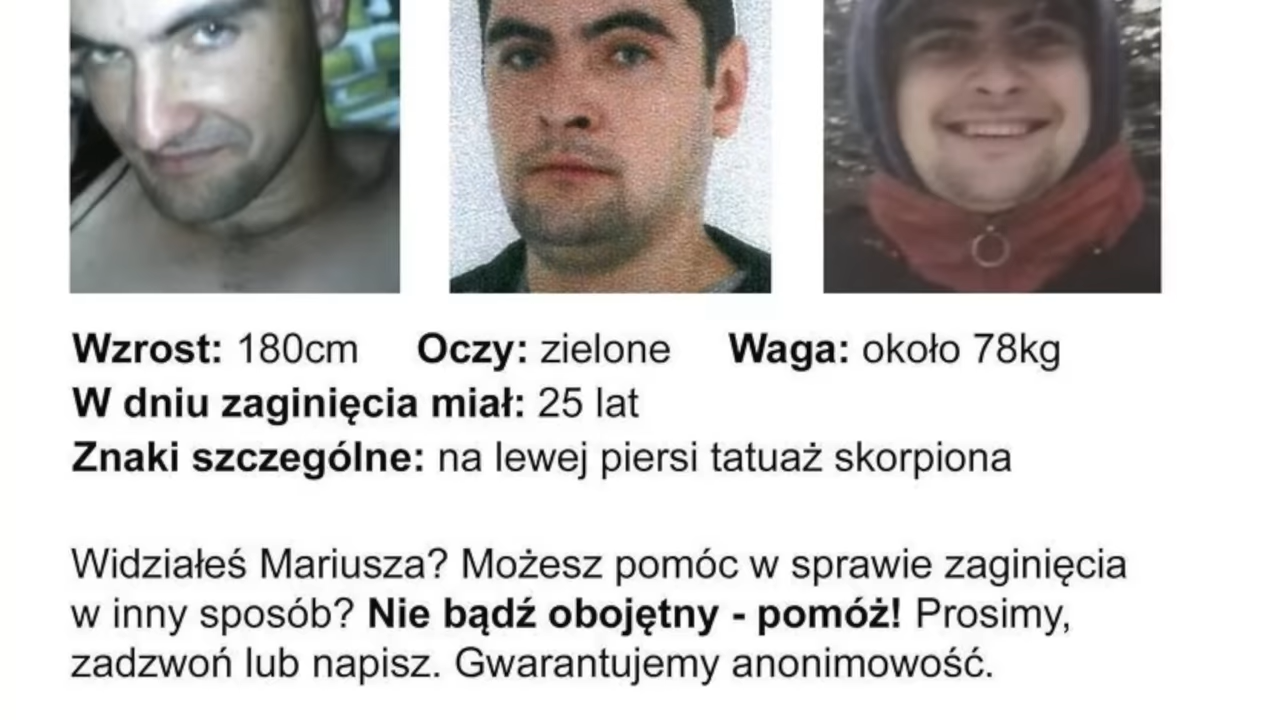 Wzrost: 180cm Oczy: zielone Waga: około 78kg
W dniu zaginięcia miał: 25 lat
Znaki szczególne: na lewej piersi tatuaż skorpiona
Widziałeś Mariusza? Możesz pomóc w sprawie zaginięcia
w inny sposób? Nie bądź obojętny - pomóż! Prosimy,
zadzwoń lub napisz. Gwarantujemy anonimowość.